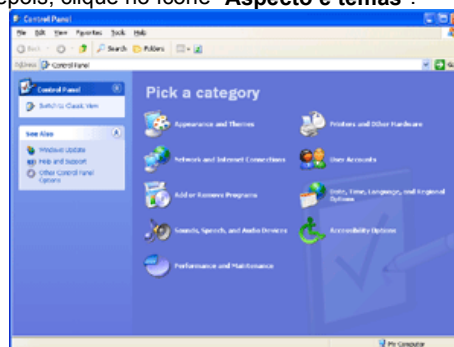 epois, clique no ícone "Aspecto e temas".
Control Panel
File Edit View Favorites Tools Help
Back Search Folders
Address Control Panel Go
Control Panel
Switch to Classic View
See Also
Windows Update
Help and Support
Other Control Panel
Options
Pick a category
Appearance and Themes
Printers and Other Hardware
Network and Internet Connections
User Accounts
Add or Remove Programs
Date, Time, Language, and Regional
Options
Sounds, Speech, and Audio Devices
Accessibility Options
Performance and Maintenance
My Computer